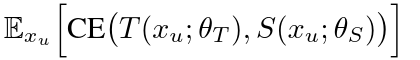 𝔼_{x_u}[CE(T(x_u; θ_T), S(x_u; θ_S))]